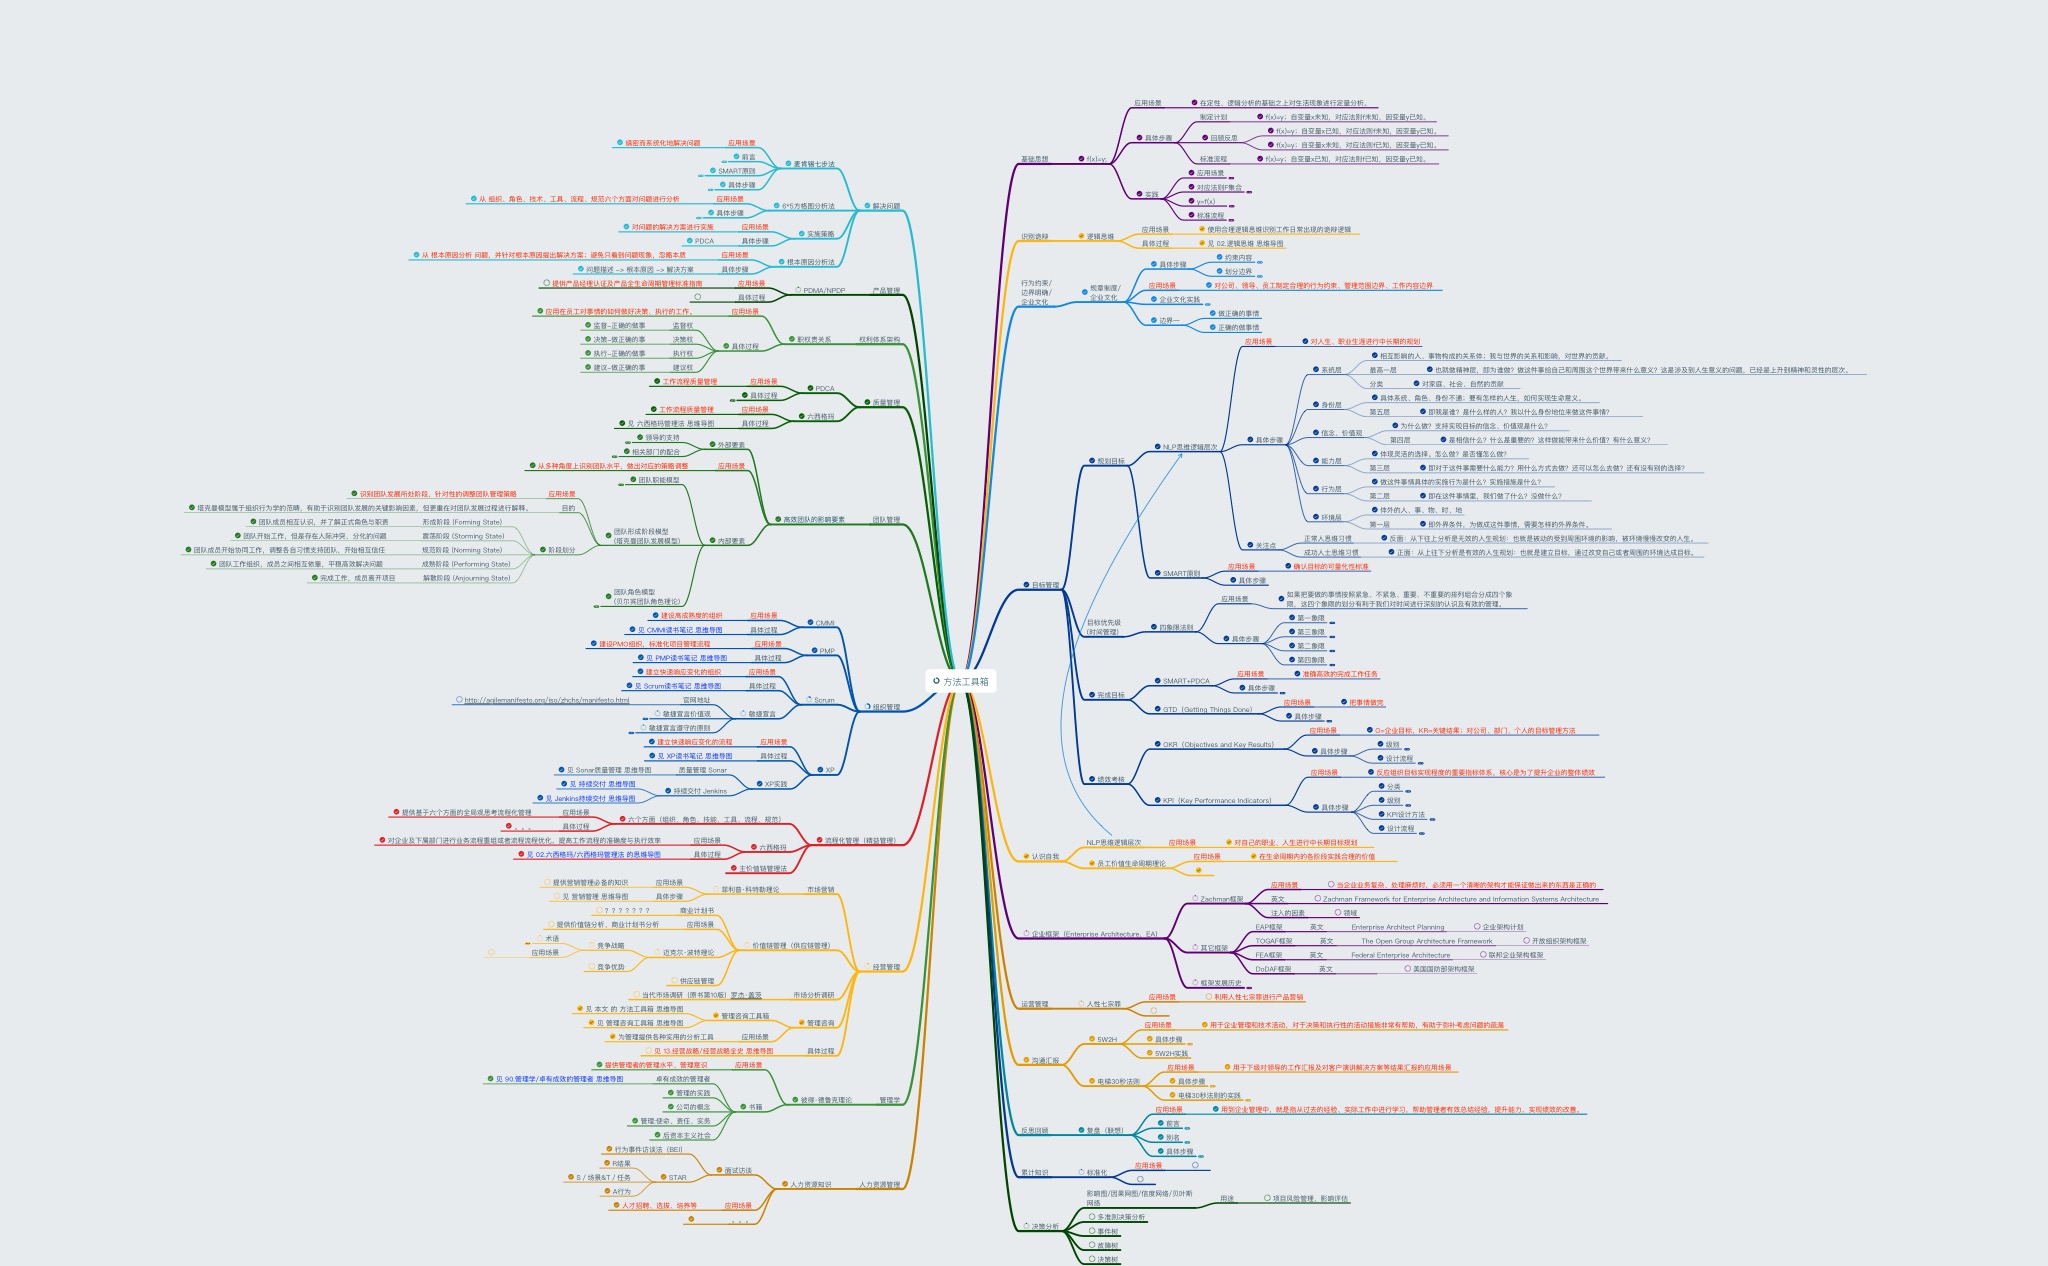 方法工具箱
基础思想
f(x)=y;
应用场景
在定性、逻辑分析的基础之上对生活现象进行定量分析。
具体步骤
制定计划
f(x)=y; 自变量x未知，对应法则f未知，因变量y已知。
回顾反思
f(x)=y; 自变量x已知，对应法则f未知，因变量y已知。
f(x)=y; 自变量x未知，对应法则f已知，因变量y已知。
标准流程
f(x)=y; 自变量x已知，对应法则f已知，因变量y已知。
实践
应用场景
对应法则F集合
y=f(x)
标准流程
识别诡辩
逻辑思维
应用场景
使用合理逻辑思维识别工作日常出现的诡辩逻辑
具体过程
见 02.逻辑思维 思维导图
行为约束/
边界明确/
企业文化
规章制度/
企业文化
具体步骤
约束内容
划分边界
应用场景
对公司、领导、员工制定合理的行为约束、管理范围边界、工作内容边界
企业文化实践
边界一
做正确的事情
正确的做事情
目标管理
规划目标
NLP思维逻辑层次
应用场景
对人生、职业生涯进行中长期的规划
具体步骤
系统层
相互影响的人、事物构成的关系体；我与世界的关系和影响，对世界的贡献。
最高一层
也就做精神层，即为谁做？做这件事给自己和周围这个世界带来什么意义？这是涉及到人生意义的问题，已经是上升到精神和灵性的层次。
分类
对家庭、社会、自然的贡献
身份层
具体系统、角色、身份不通；要有怎样的人生，如何实现生命意义。
第五层
即我是谁？是什么样的人？我以什么身份地位来做这件事情？
信念、价值观
为什么做？支持实现目标的信念，价值观是什么？
第四层
是相信什么？什么是重要的？这样做能带来什么价值？有什么意义？
能力层
体现灵活的选择，怎么做？是否懂怎么做？
第三层
即对于这件事需要什么能力？用什么方式去做？还可以怎么去做？还有没有别的选择？
行为层
做这件事情具体的实施行为是什么？实施措施是什么？
第二层
即在这件事情里，我们做了什么？没做什么？
环境层
体外的人、事、物、时、地
第一层
即外界条件，为做成这件事情，需要怎样的外界条件。
关注点
正常人思维习惯
反面：从下往上分析是无效的人生规划；也就是被动的受到周围环境的影响，被环境慢慢改变的人生。
成功人士思维习惯
正面：从上往下分析是有效的人生规划；也就是建立目标，通过改变自己或者周围的环境达成目标。
SMART原则
应用场景
确认目标的可量化性标准
具体步骤
目标优先级
(时间管理)
四象限法则
应用场景
如果把要做的事情按照紧急、不紧急、重要、不重要的排列组合分成四个象
限，这四个象限的划分有利于我们对时间进行深刻的认识及有效的管理。
具体步骤
第一象限
第三象限
第二象限
第四象限
完成目标
SMART+PDCA
应用场景
准确高效的完成工作任务
具体步骤
GTD（Getting Things Done）
应用场景
把事情做完
具体步骤
绩效考核
OKR（Objectives and Key Results）
应用场景
O=企业目标、KR=关键结果；对公司、部门、个人的目标管理方法
具体步骤
级别
设计流程
KPI（Key Performance Indicators）
应用场景
反应组织目标实现程度的重要指标体系，核心是为了提升企业的整体绩效
具体步骤
分类
级别
KPI设计方法
设计流程
认识自我
NLP思维逻辑层次
应用场景
对自己的职业、人生进行中长期目标规划
员工价值生命周期理论
应用场景
在生命周期内的各阶段实践合理的价值
企业框架（Enterprise Architecture，EA）
Zachman框架
应用场景
当企业业务复杂、处理麻烦时，必须用一个清晰的架构才能保证做出来的东西是正确的
英文
Zachman Framework for Enterprise Architecture and Information Systems Architecture
注入的因素
领域
其它框架
EAP框架
英文
Enterprise Architect Planning
企业架构计划
TOGAF框架
英文
The Open Group Architecture Framework
开放组织架构框架
FEA框架
英文
Federal Enterprise Architecture
联邦企业架构框架
DoDAF框架
英文
美国国防部架构框架
框架发展历史
运营管理
人性七宗罪
应用场景
利用人性七宗罪进行产品营销
沟通汇报
5W2H
应用场景
用于企业管理和技术活动，对于决策和执行性的活动措施非常有帮助，有助于弥补考虑问题的疏漏
具体步骤
5W2H实践
电梯30秒法则
应用场景
用于下级对领导的工作汇报及对客户演讲解决方案等结果汇报的应用场景
具体步骤
电梯30秒法则的实践
反思回顾
复盘（联想）
应用场景
用到企业管理中，就是指从过去的经验、实际工作中进行学习，帮助管理者有效总结经验、提升能力、实现绩效的改善。
前言
别名
具体步骤
累计知识
标准化
应用场景
决策分析
影响图/因果网图/信度网络/贝叶斯
网络
用途
项目风险管理、影响评估
多准则决策分析
事件树
故障树
决策树
解决问题
麦肯锡七步法
应用场景
缜密而系统化地解决问题
前言
SMART原则
具体步骤
6*5方格图分析法
应用场景
从 组织、角色、技术、工具、流程、规范六个方面对问题进行分析
具体步骤
实施策略
应用场景
对问题的解决方案进行实施
具体步骤
PDCA
根本原因分析法
应用场景
从 根本原因分析 问题，并针对根本原因提出解决方案；避免只看到问题现象，忽略本质
具体步骤
问题描述 -> 根本原因 -> 解决方案
产品管理
PDMA/NPDP
应用场景
提供产品经理认证及产品全生命周期管理标准指南
具体过程
权利体系架构
职权责关系
应用场景
应用在员工对事情的如何做好决策、执行的工作。
具体过程
监督权
监督-正确的做事
决策权
决策-做正确的事
执行权
执行-正确的做事
建议权
建议-做正确的事
质量管理
PDCA
应用场景
工作流程质量管理
具体过程
六西格玛
应用场景
工作流程质量管理
具体过程
见 六西格玛管理法 思维导图
团队管理
高效团队的影响要素
外部要素
领导的支持
相关部门的配合
应用场景
从多种角度上识别团队水平，做出对应的策略调整
内部要素
团队职能模型
团队形成阶段模型
(塔克曼团队发展模型)
应用场景
识别团队发展所处阶段，针对性的调整团队管理策略
目的
塔克曼模型属于组织行为学的范畴，有助于识别团队发展的关键影响因素，但更重在对团队发展过程进行解释。
阶段划分
形成阶段 (Forming State)
团队成员相互认识，并了解正式角色与职责
震荡阶段 (Storming State)
团队开始工作，但是存在人际冲突、分化的问题
规范阶段 (Norming State)
团队成员开始协同工作，调整各自习惯支持团队，开始相互信任
成熟阶段 (Performing State)
团队工作组织，成员之间相互依量，平稳高效解决问题
解散阶段 (Anjourning State)
完成工作，成员离开项目
团队角色模型
(贝尔宾团队角色理论)
组织管理
CMMI
应用场景
建设高成熟度的组织
具体过程
见 CMMI读书笔记 思维导图
PMP
应用场景
建设PMO组织，标准化项目管理流程
具体过程
见 PMP读书笔记 思维导图
Scrum
应用场景
建立快速响应变化的组织
具体过程
见 Scrum读书笔记 思维导图
敏捷宣言
官网地址
http://agilemanifesto.org/iso/zhchs/manifesto.html
敏捷宣言价值观
敏捷宣言遵守的原则
XP
应用场景
建立快速响应变化的流程
具体过程
见 XP读书笔记 思维导图
XP实践
质量管理 Sonar
见 Sonar质量管理 思维导图
持续交付 Jenkins
见 持续交付 思维导图
见 Jenkins持续交付 思维导图
流程化管理（精益管理）
六个方面（组织、角色、技能、工具、流程、规范）
应用场景
提供基于六个方面的全局观思考流程化管理
具体过程
。。。
六西格玛
应用场景
对企业及下属部门进行业务流程重组或者流程流程优化，提高工作流程的准确度与执行效率
具体过程
见 02.六西格玛/六西格玛管理法 的思维导图
主价值链管理法
经营管理
市场营销
菲利普·科特勒理论
应用场景
提供营销管理必备的知识
具体步骤
见 营销管理 思维导图
价值链管理（供应链管理）
商业计划书
？？？？？？？
应用场景
提供价值链分析，商业计划书分析
迈克尔·波特理论
竞争战略
术语
应用场景
竞争优势
供应链管理
市场分析调研
当代市场调研（原书第10版）罗杰·盖茨
管理咨询
管理咨询工具箱
见 本文 的 方法工具箱 思维导图
见 管理咨询工具箱 思维导图
应用场景
为管理提供各种实用的分析工具
具体过程
见 13.经营战略/经营战略全史 思维导图
管理学
彼得·德鲁克理论
应用场景
提供管理者的管理水平、管理意识
书籍
卓有成效的管理者
见 90.管理学/卓有成效的管理者 思维导图
管理的实践
公司的概念
管理:使命、责任、实务
后资本主义社会
人力资源管理
人力资源知识
面试访谈
行为事件访谈法（BEI）
STAR
R结果
S / 场景&T / 任务
A行为
应用场景
人才招聘、选拔、培养等
。。。